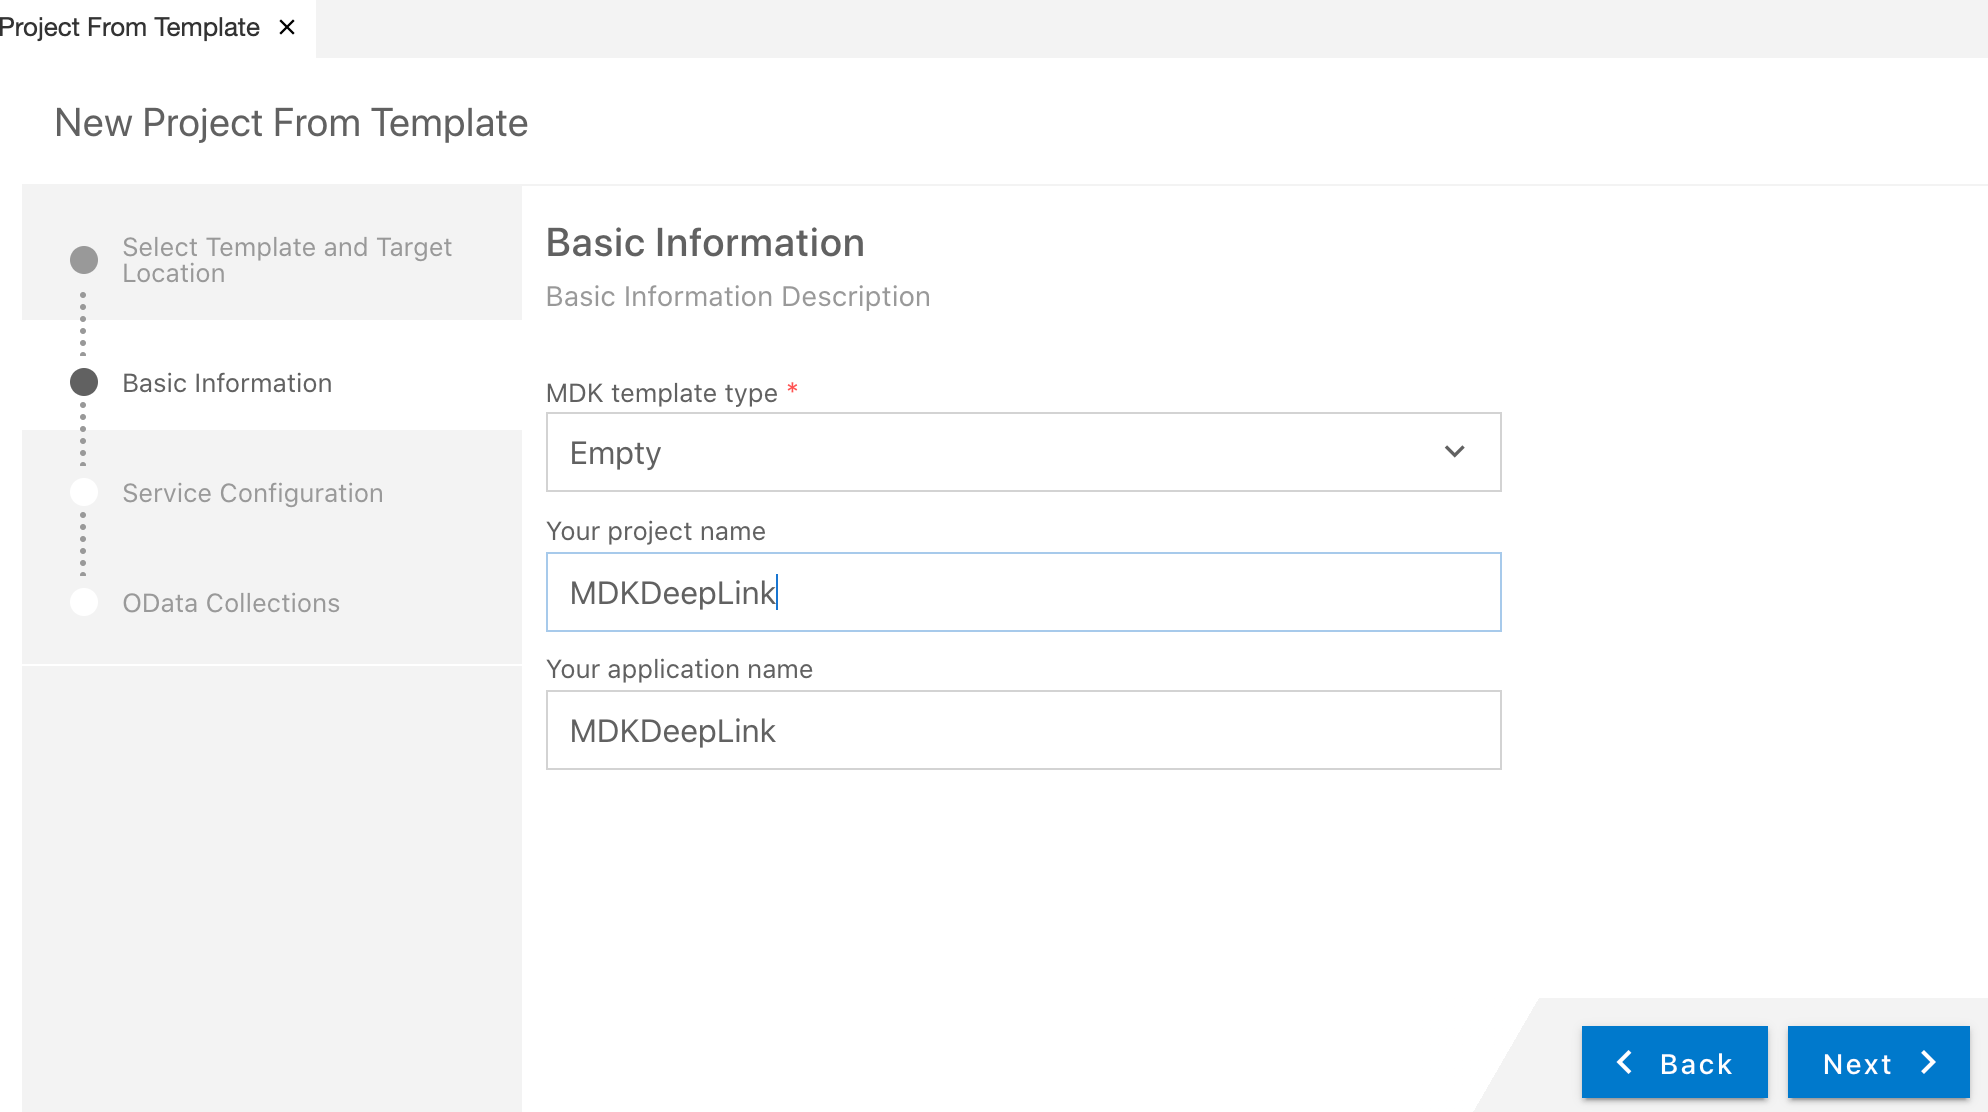 Project From Template
New Project From Template
Select Template and Target
Location
Basic Information
Service Configuration
OData Collections
Basic Information
Basic Information Description
MDK template type *
Empty
Your project name
MDKDeepLink
Your application name
MDKDeepLink
Back
Next